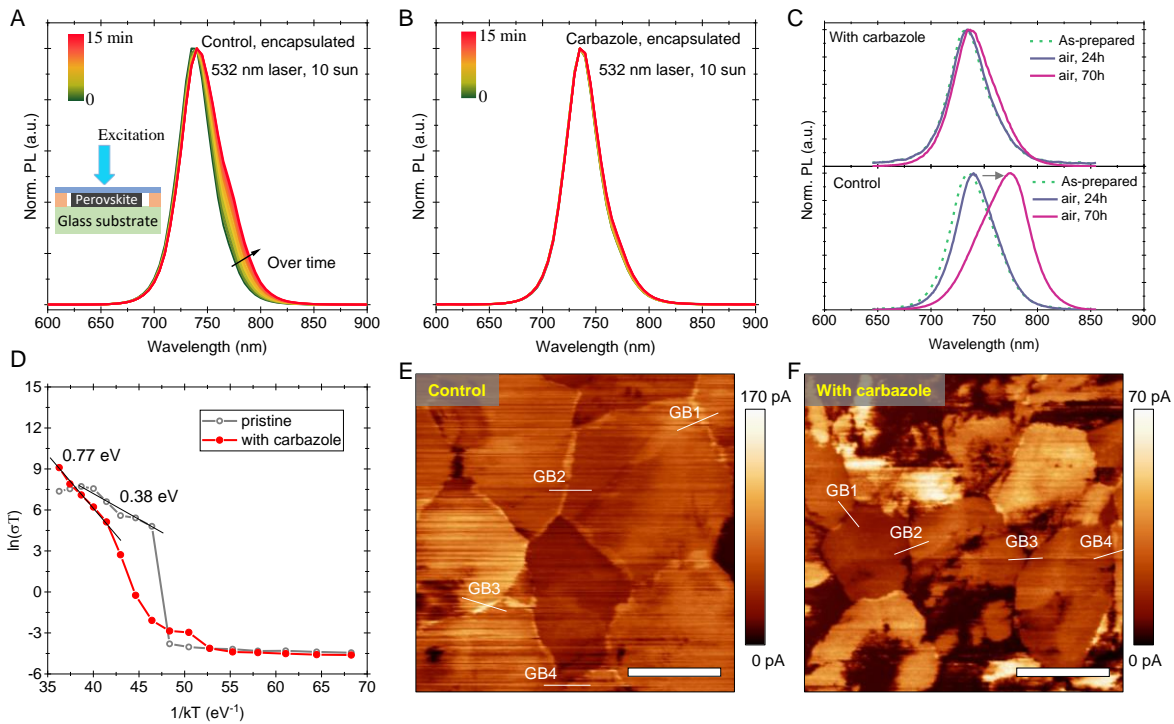 A
15 min
0
Control, encapsulated
532 nm laser, 10 sun
Excitation
Perovskite
Glass substrate
Over time
Norm. PL (a.u.)
600 650 700 750 800 850 900
Wavelength (nm)
B
15 min
0
Carbazole, encapsulated
532 nm laser, 10 sun
Norm. PL (a.u.)
600 650 700 750 800 850 900
Wavelength (nm)
C
With carbazole
As-prepared
air, 24h
air, 70h
Control
As-prepared
air, 24h
air, 70h
Norm. PL (a.u.)
600 650 700 750 800 850 900
Wavelength (nm)
D
15
12
9
6
3
0
-3
-6
ln(σT)
pristine
with carbazole
0.77 eV
0.38 eV
35 40 45 50 55 60 65 70
1/kT (eV⁻¹)
E
Control
GB1
GB2
GB3
GB4
170 pA
0 pA
F
With carbazole
GB1
GB2
GB3
GB4
70 pA
0 pA